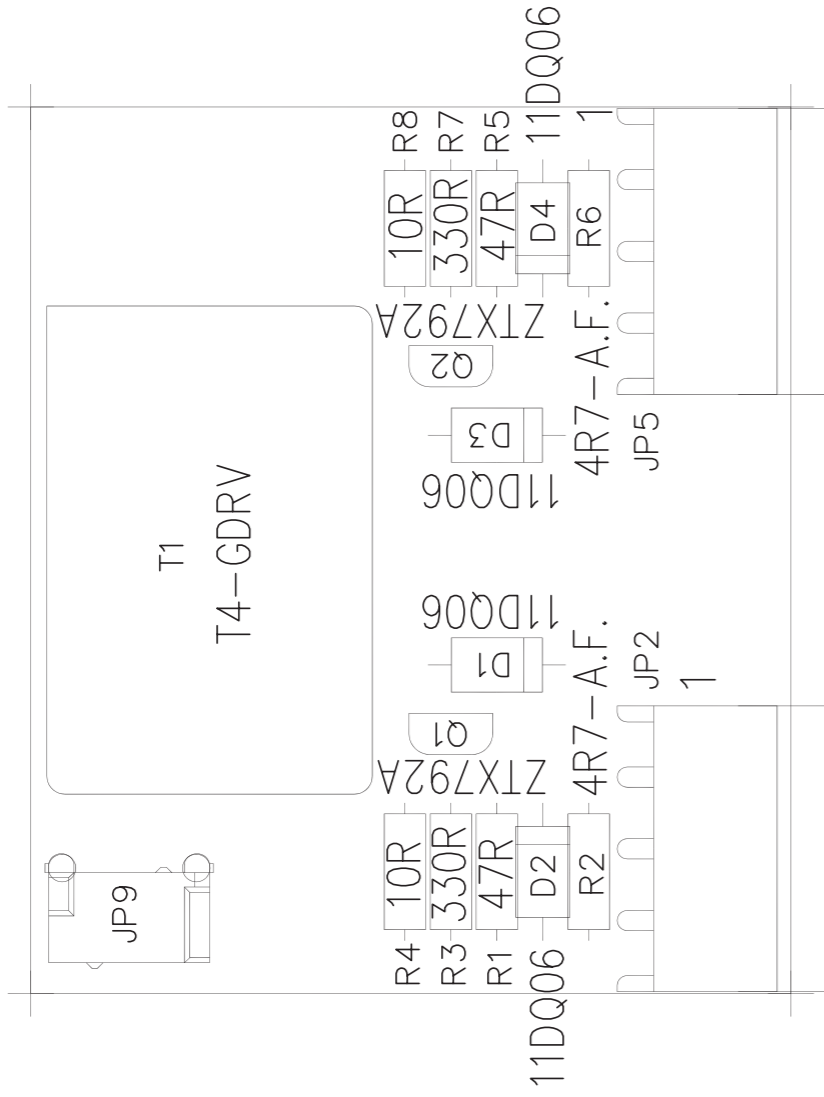 11DQ06
R8
R7
R5
1
10R
330R
47R
D4
R6
ZTX792A
Q2
4R7-A.F.
D3
JP5
11DQ06
T1
T4-GDRV
11DQ06
D1
4R7-A.F.
JP2
1
Q1
ZTX792A
10R
330R
47R
D2
R2
JP9
R4
R3
R1
11DQ06